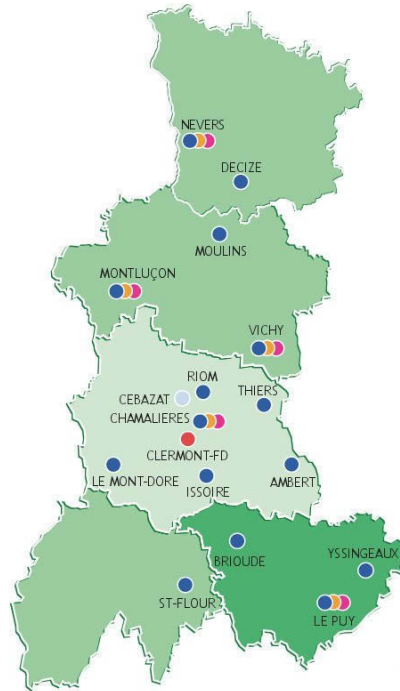 NEVERS
DECIZE
MOULINS
MONTLUÇON
VICHY
RIOM
CEBAZAT
THIERS
CHAMALIERES
CLERMONT-FD
LE MONT-DORE
AMBERT
ISSOIRE
BRIOUDE
YSSINGEAUX
ST-FLOUR
LE PUY